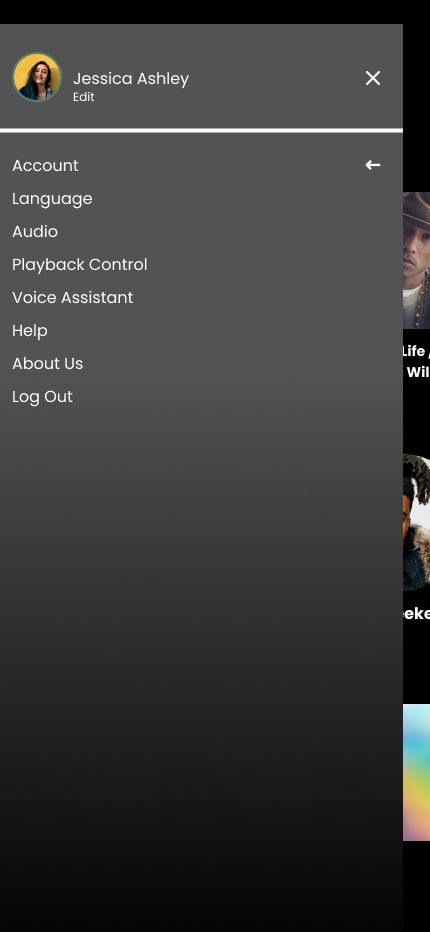 Jessica Ashley
Edit
Account
Language
Audio
Playback Control
Voice Assistant
Help
About Us
Log Out
Life
Wil
eeke